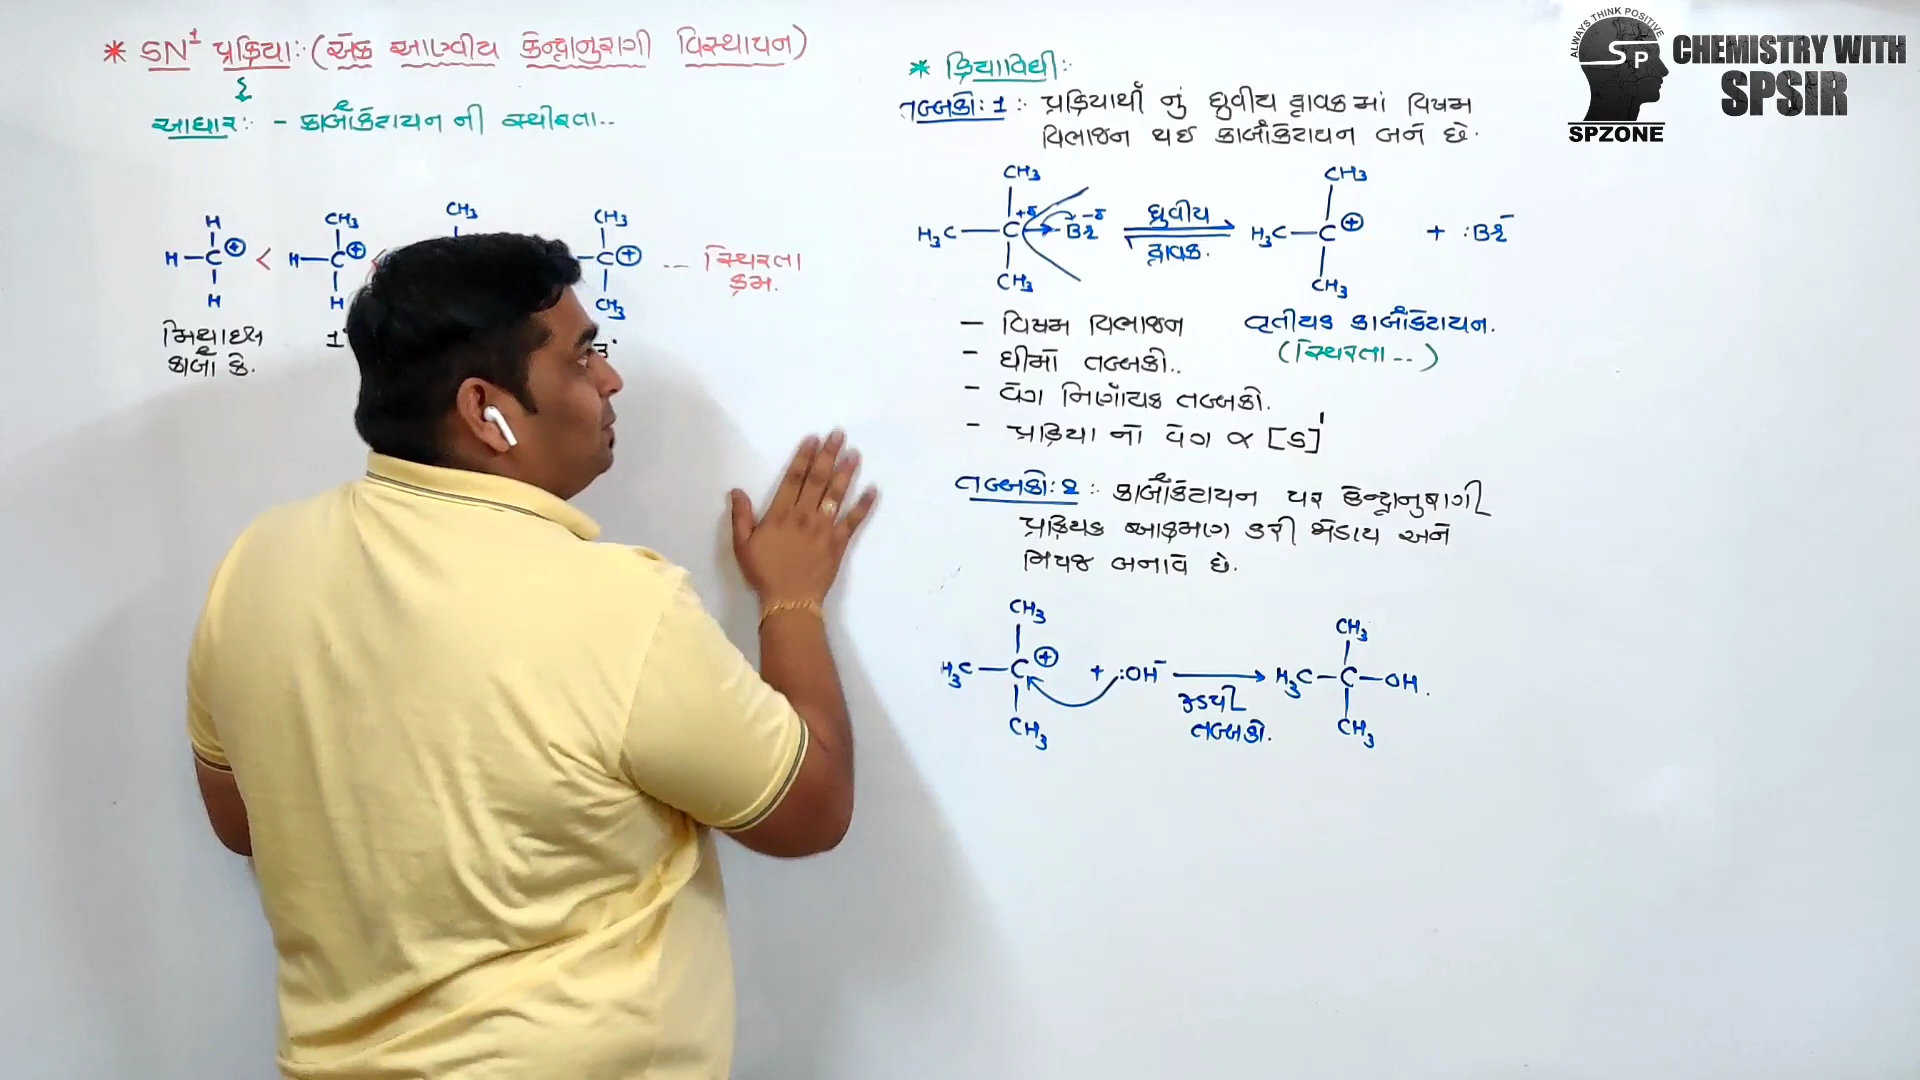 * SN¹ પ્રક્રિયા: (એક આણ્વીય કેન્દ્રાનુરાગી વિસ્થાપન)
આધાર: - કાર્બોકેટાયન ની સ્થીરતા..
H CH₃ CH₃ CH₃
H-C⊕ < H-C⊕ < C⊕ ... સ્થિરતા
H H CH₃ ક્રમ.
મિથાઇલ 1° 3°
કાર્બો કે.
* ક્રિયાવિધી:
તબક્કો: 1 : પ્રક્રિયાર્થી નું ધ્રુવીય દ્રાવક માં વિષમ
વિભાજન થઈ કાર્બોકેટાયન બને છે.
CH₃ CH₃
H₃C-C +δ Br -δ ધ્રુવીય દ્રાવક. H₃C-C⊕ + :Br⁻
CH₃ CH₃
- વિષમ વિભાજન તૃતીયક કાર્બોકેટાયન.
- ધીમો તબક્કો.. (સ્થિરતા...)
- વેગ નિર્ણાયક તબક્કો.
- પ્રક્રિયા નો વેગ ∝ [S]¹
તબક્કો: 2 : કાર્બોકેટાયન પર કેન્દ્રાનુરાગી
પ્રક્રિયક આક્રમણ કરી જોડાય અને
નિપજ બનાવે છે.
CH₃ CH₃
H₃C-C⊕ + :OH⁻ ઝડપી તબક્કો. H₃C-C-OH.
CH₃ CH₃
ALWAYS THINK POSITIVE
SP
SPZONE
CHEMISTRY WITH
SPSIR